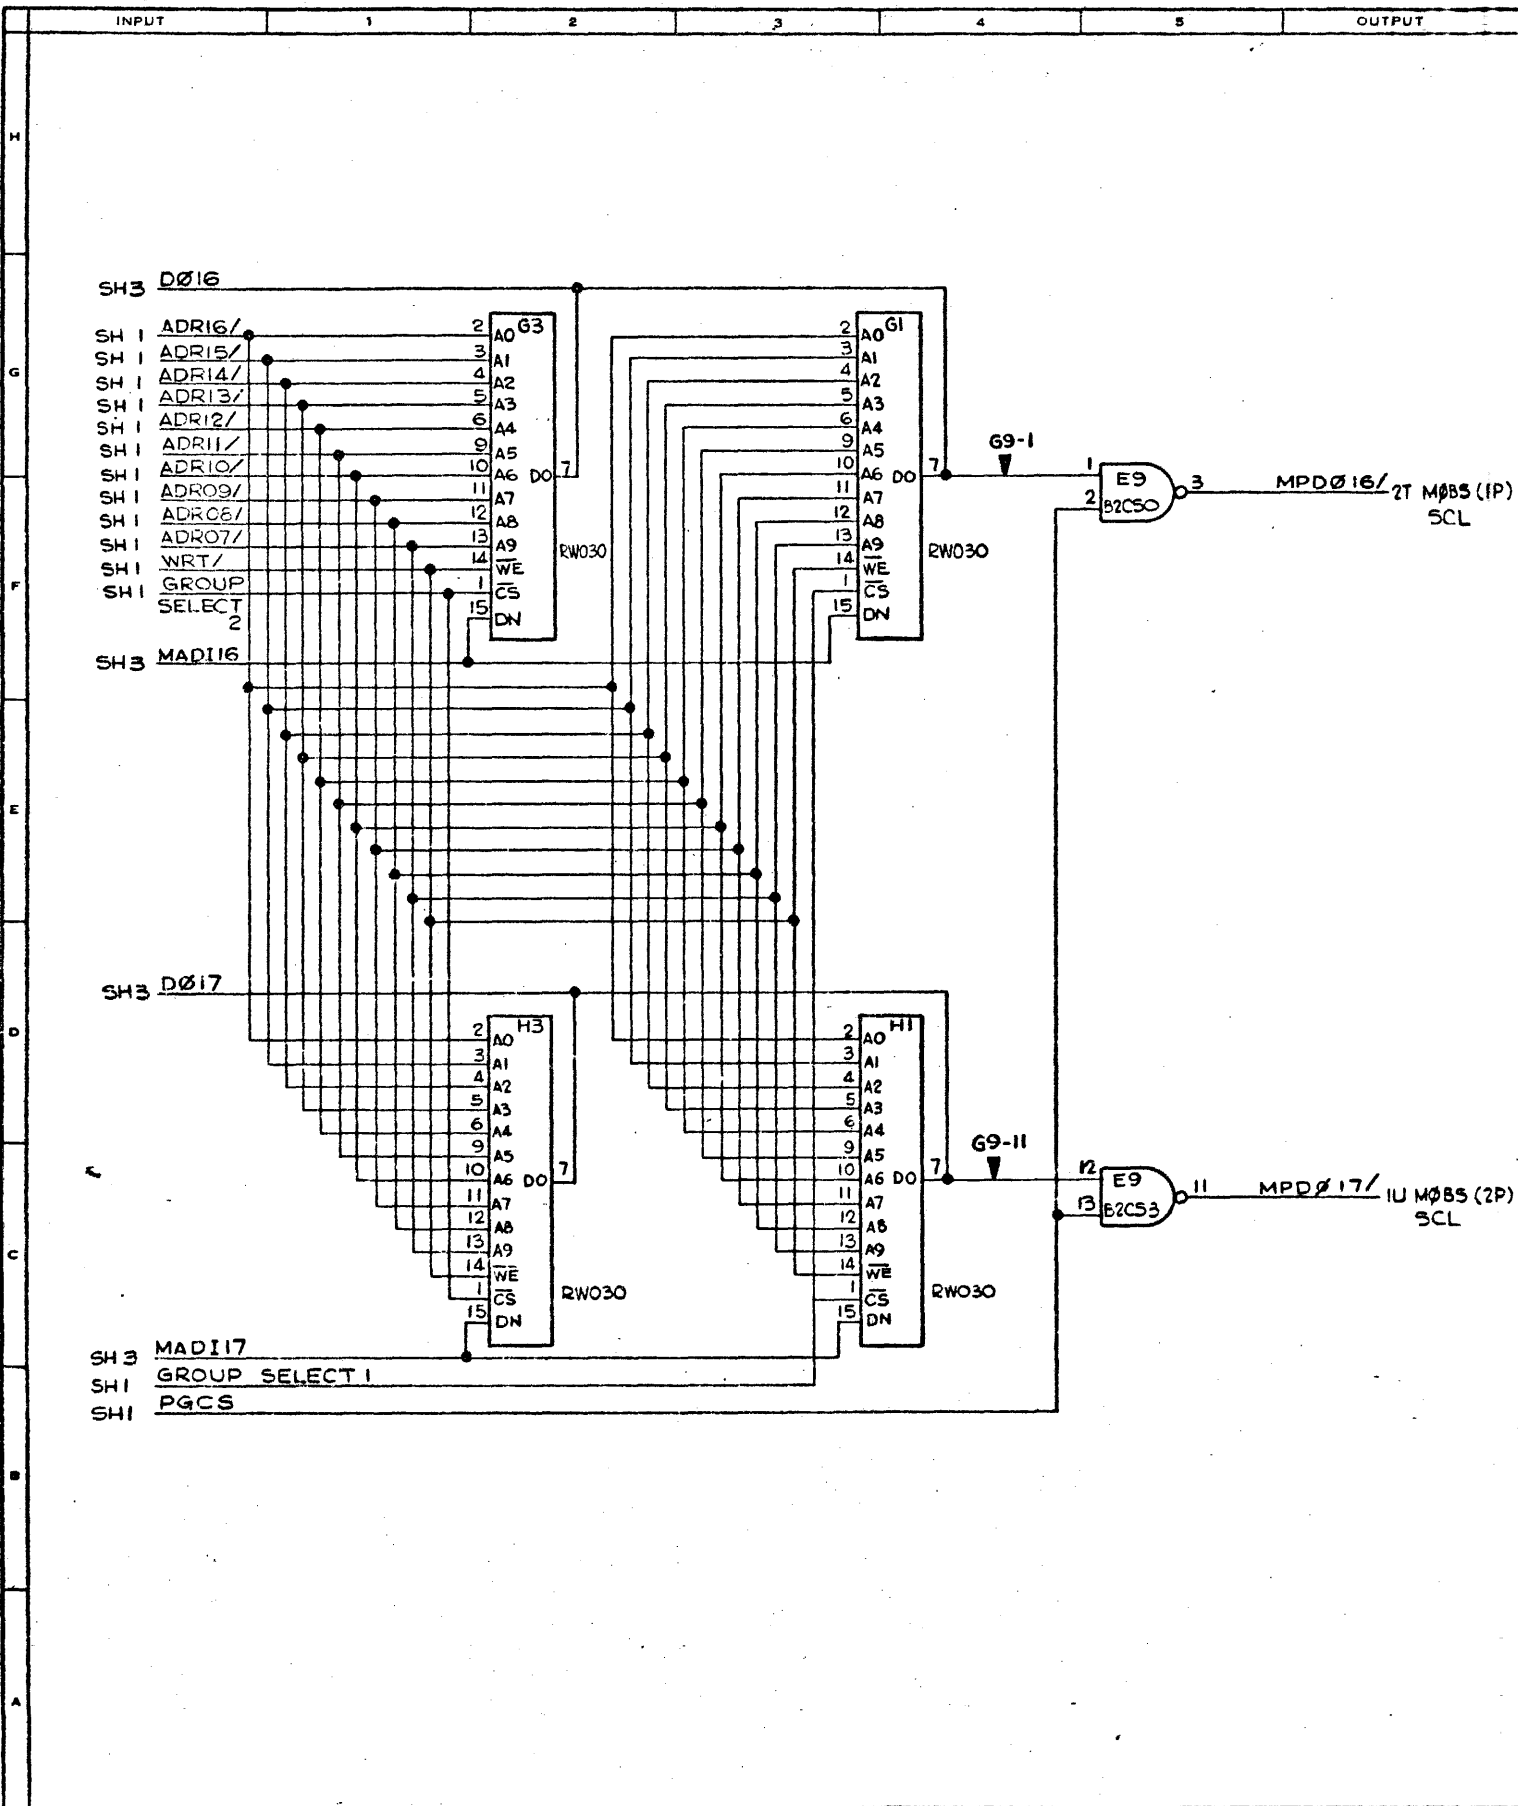 INPUT 1 2 3 4 5 OUTPUT
H
SH3 DØ16
SH 1 ADR16/ 2 A0 G3 2 A0 G1
SH 1 ADR15/ 3 A1 3 A1
G SH 1 ADR14/ 4 A2 4 A2
SH 1 ADR13/ 5 A3 5 A3
SH 1 ADR12/ 6 A4 6 A4
SH 1 ADR11/ 9 A5 9 A5 G9-1
SH 1 ADR10/ 10 A6 DO 7 10 A6 DO 7 1 E9 3 MPDØ16/ 2T MØBS (1P)
SH 1 ADR09/ 11 A7 11 A7 2 B2C50 SCL
SH 1 ADR08/ 12 A8 12 A8
SH 1 ADR07/ 13 A9 RW030 13 A9 RW030
SH 1 WRT/ 14 WE 14 WE
F SH1 GROUP 1 CS 1 CS
SELECT 15 DN 15 DN
2
SH3 MADI16
E
SH3 DØ17
D 2 A0 H3 2 A0 H1
3 A1 3 A1
4 A2 4 A2
5 A3 5 A3
6 A4 6 A4
9 A5 9 A5 G9-11
10 A6 DO 7 10 A6 DO 7 12 E9 11 MPDØ17/ 1U MØBS (2P)
11 A7 11 A7 13 B2C53 SCL
12 A8 12 A8
C 13 A9 13 A9
14 WE 14 WE
1 CS RW030 1 CS RW030
15 DN 15 DN
SH3 MADI17
SH1 GROUP SELECT 1
SH1 PGCS
B
A